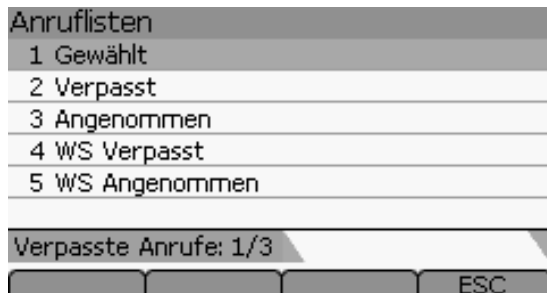 Anruflisten
1 Gewählt
2 Verpasst
3 Angenommen
4 WS Verpasst
5 WS Angenommen
Verpasste Anrufe: 1/3
ESC